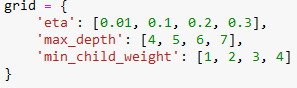 grid = {
    'eta': [0.01, 0.1, 0.2, 0.3],
    'max_depth': [4, 5, 6, 7],
    'min_child_weight': [1, 2, 3, 4]
}